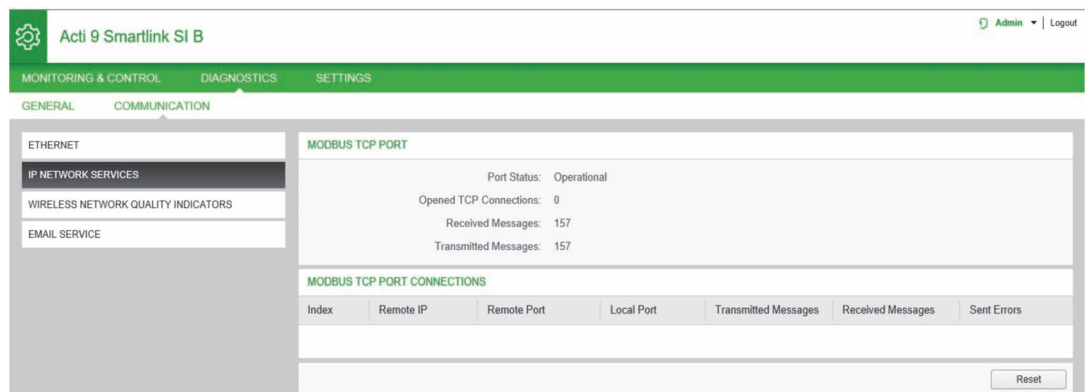 Acti 9 Smartlink SI B
Admin | Logout
MONITORING & CONTROL DIAGNOSTICS SETTINGS
GENERAL COMMUNICATION
ETHERNET
IP NETWORK SERVICES
WIRELESS NETWORK QUALITY INDICATORS
EMAIL SERVICE
MODBUS TCP PORT
Port Status: Operational
Opened TCP Connections: 0
Received Messages: 157
Transmitted Messages: 157
MODBUS TCP PORT CONNECTIONS
Index Remote IP Remote Port Local Port Transmitted Messages Received Messages Sent Errors
Reset